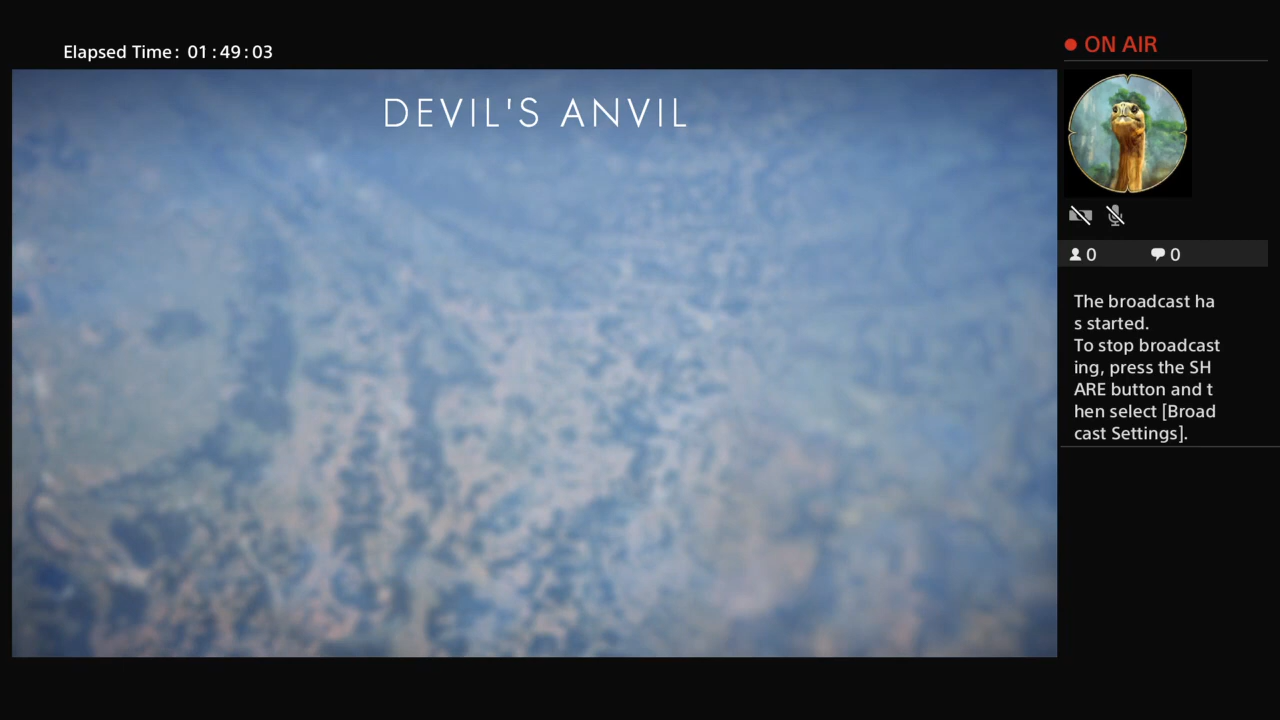 Elapsed Time: 01:49:03
ON AIR
DEVIL'S ANVIL
0
0
The broadcast ha
s started.
To stop broadcast
ing, press the SH
ARE button and t
hen select [Broad
cast Settings].